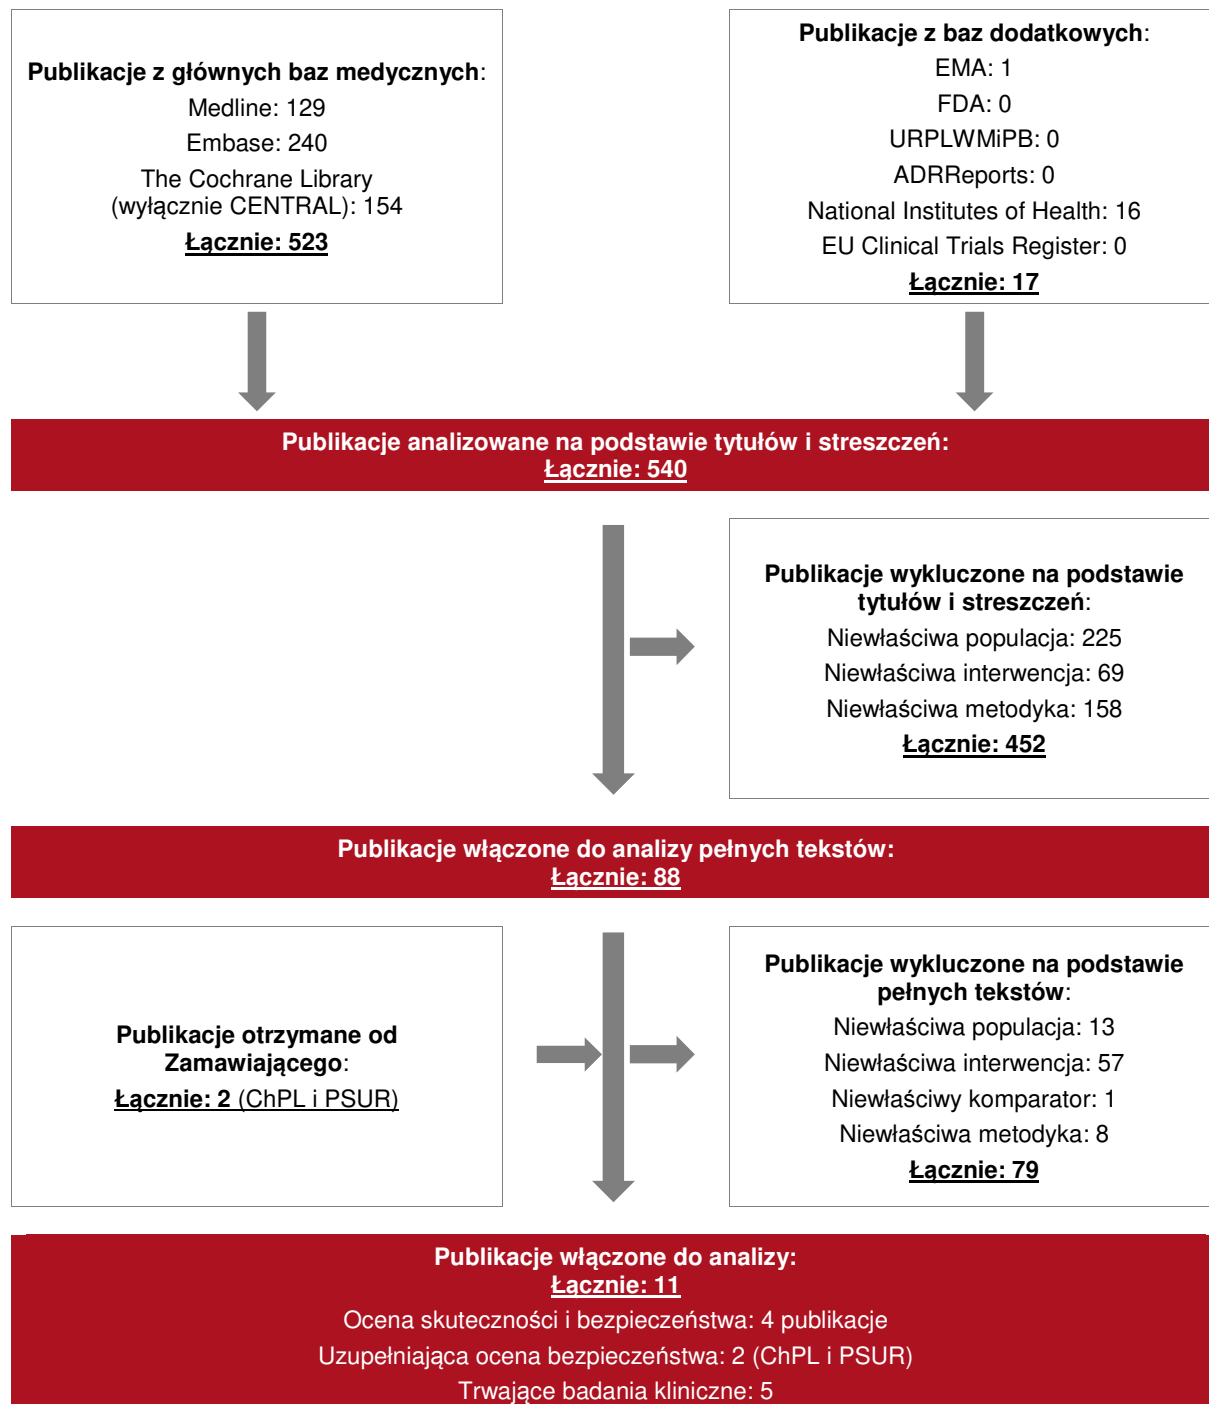 Publikacje z głównych baz medycznych:
Medline: 129
Embase: 240
The Cochrane Library
(wyłącznie CENTRAL): 154
Łącznie: 523
Publikacje z baz dodatkowych:
EMA: 1
FDA: 0
URPLWMiPB: 0
ADRReports: 0
National Institutes of Health: 16
EU Clinical Trials Register: 0
Łącznie: 17
Publikacje analizowane na podstawie tytułów i streszczeń:
Łącznie: 540
Publikacje wykluczone na podstawie
tytułów i streszczeń:
Niewłaściwa populacja: 225
Niewłaściwa interwencja: 69
Niewłaściwa metodyka: 158
Łącznie: 452
Publikacje włączone do analizy pełnych tekstów:
Łącznie: 88
Publikacje otrzymane od
Zamawiającego:
Łącznie: 2 (ChPL i PSUR)
Publikacje wykluczone na podstawie
pełnych tekstów:
Niewłaściwa populacja: 13
Niewłaściwa interwencja: 57
Niewłaściwy komparator: 1
Niewłaściwa metodyka: 8
Łącznie: 79
Publikacje włączone do analizy:
Łącznie: 11
Ocena skuteczności i bezpieczeństwa: 4 publikacje
Uzupełniająca ocena bezpieczeństwa: 2 (ChPL i PSUR)
Trwające badania kliniczne: 5